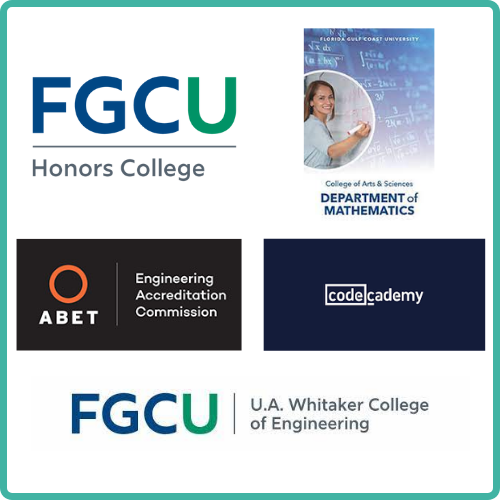 FGCU
Honors College
FLORIDA GULF COAST UNIVERSITY
College of Arts & Sciences
DEPARTMENT of
MATHEMATICS
ABET
Engineering
Accreditation
Commission
codecademy
FGCU
U.A. Whitaker College
of Engineering